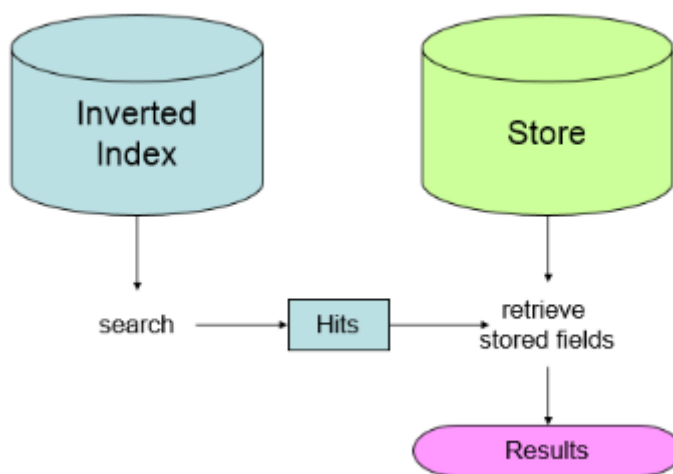 Inverted
Index
Store
search
Hits
retrieve
stored fields
Results